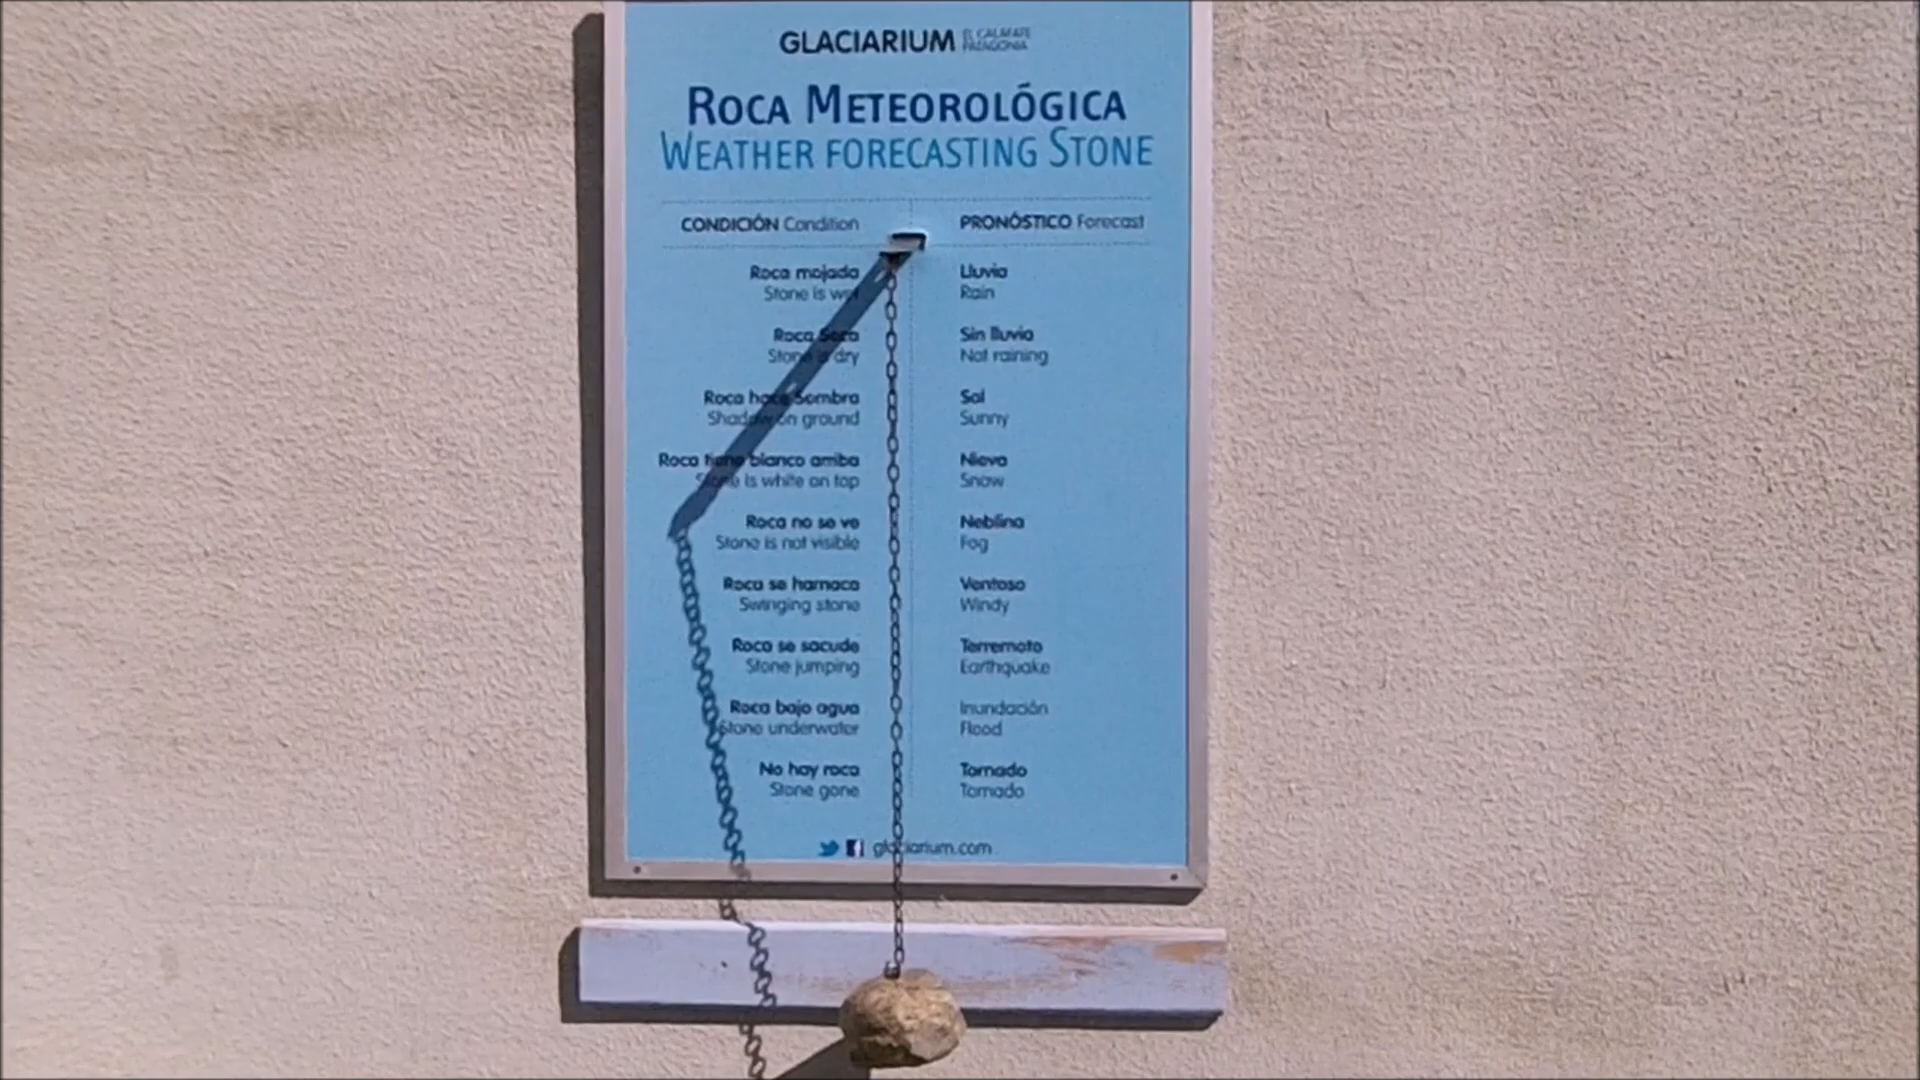 GLACIARIUM EL CALAFATE
PATAGONIA
ROCA METEOROLÓGICA
WEATHER FORECASTING STONE
CONDICIÓN Condition PRONÓSTICO Forecast
Roca mojada Lluvia
Stone is wet Rain
Roca Seca Sin lluvia
Stone is dry Not raining
Roca hace Sombra Sol
Shadow on ground Sunny
Roca tiene blanco arriba Nieva
Stone is white on top Snow
Roca no se ve Neblina
Stone is not visible Fog
Roca se hamaca Ventoso
Swinging stone Windy
Roca se sacude Terremoto
Stone jumping Earthquake
Roca bajo agua Inundación
Stone underwater Flood
No hay roca Tornado
Stone gone Tornado
glaciarium.com